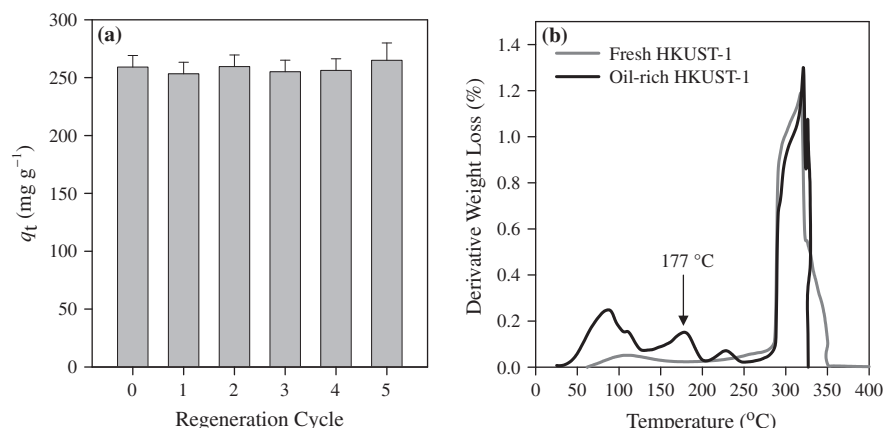 (a)
300
250
200
150
100
50
0
qt (mg g⁻¹)
0 1 2 3 4 5
Regeneration Cycle
(b)
Fresh HKUST-1
Oil-rich HKUST-1
1.4
1.2
1.0
0.8
0.6
0.4
0.2
0.0
Derivative Weight Loss (%)
177 °C
0 50 100 150 200 250 300 350 400
Temperature (°C)